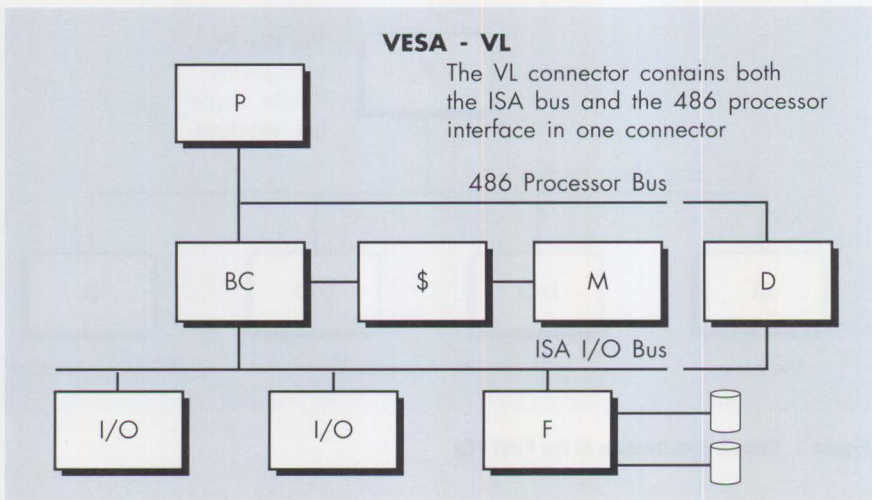 VESA - VL
The VL connector contains both
the ISA bus and the 486 processor
interface in one connector
P
486 Processor Bus
BC
$
M
D
ISA I/O Bus
I/O
I/O
F